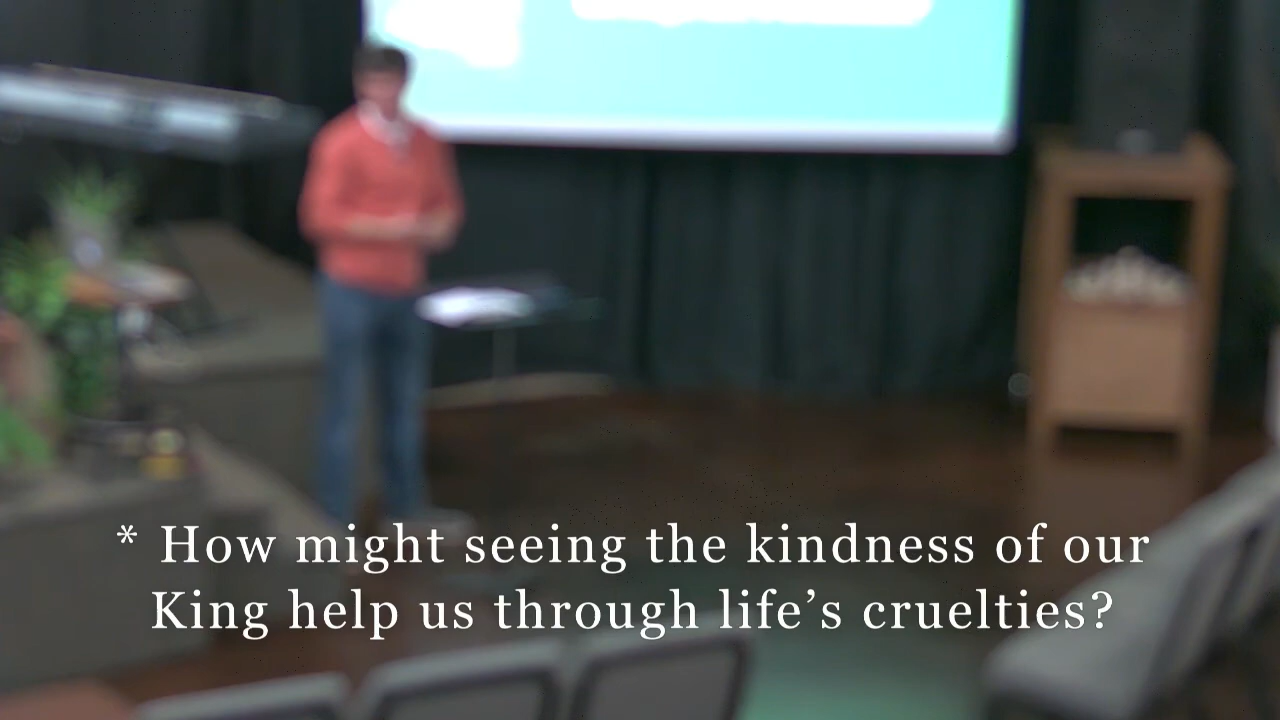 * How might seeing the kindness of our
King help us through life’s cruelties?